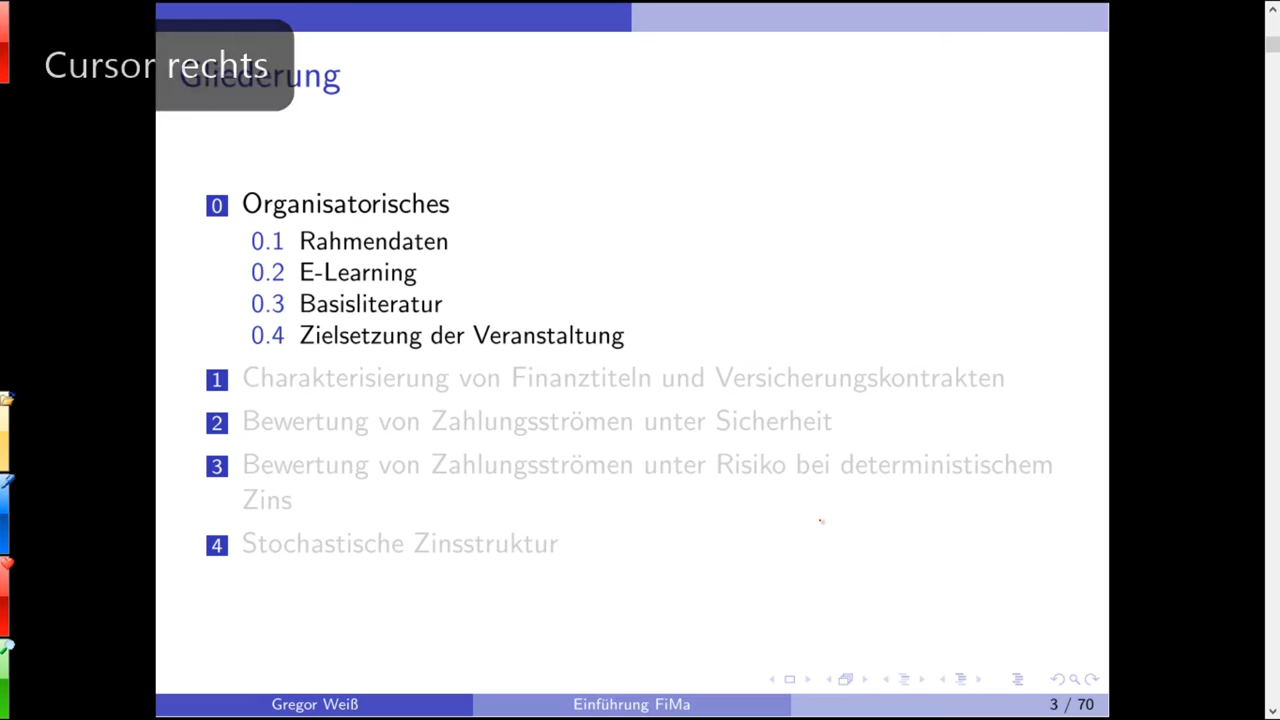 Cursor rechts
Gliederung
0 Organisatorisches
0.1 Rahmendaten
0.2 E-Learning
0.3 Basisliteratur
0.4 Zielsetzung der Veranstaltung
1 Charakterisierung von Finanztiteln und Versicherungskontrakten
2 Bewertung von Zahlungsströmen unter Sicherheit
3 Bewertung von Zahlungsströmen unter Risiko bei deterministischem
Zins
4 Stochastische Zinsstruktur
Gregor Weiß Einführung FiMa 3 / 70